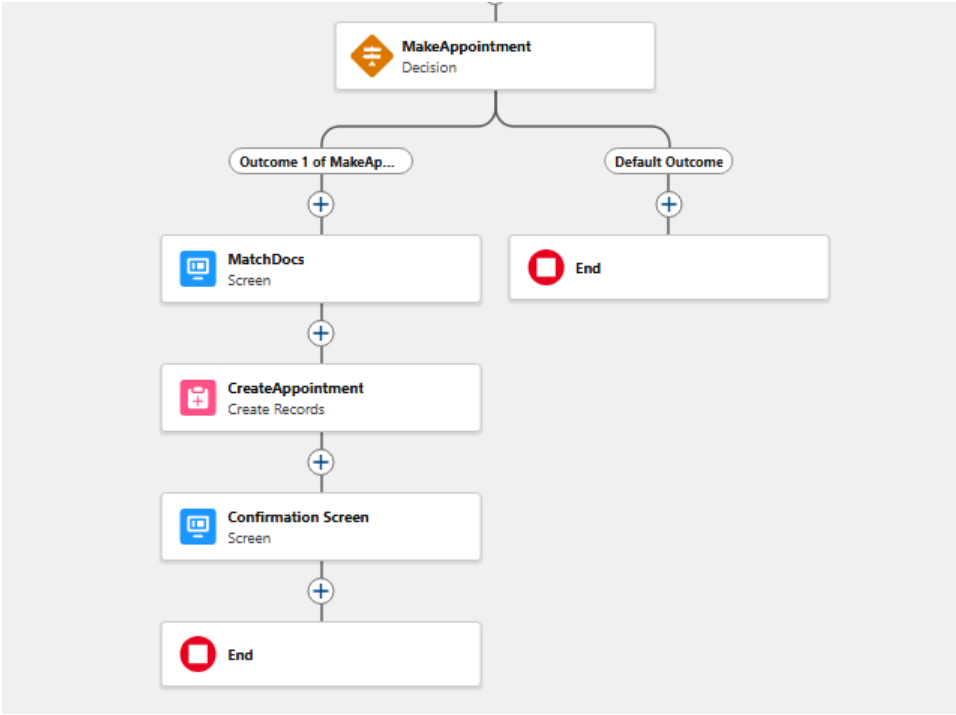 MakeAppointment
Decision
Outcome 1 of MakeAp...
Default Outcome
MatchDocs
Screen
End
CreateAppointment
Create Records
Confirmation Screen
Screen
End